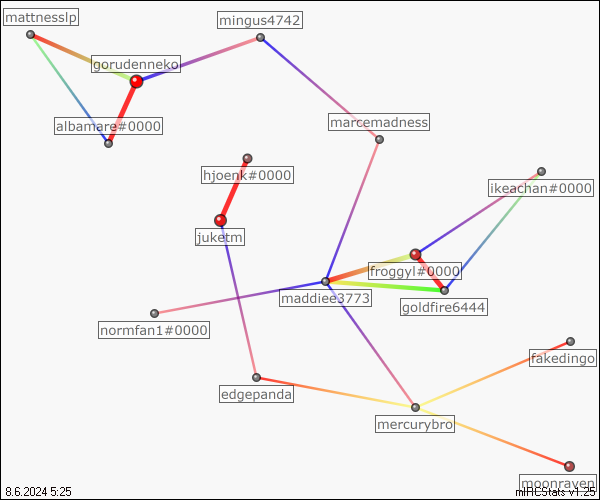 mattnesslp
mingus4742
gorudenneko
albamare#0000
marcemadness
hjoenk#0000
ikeachan#0000
juketm
froggyl#0000
maddiee3773
goldfire6444
normfan1#0000
fakedingo
edgepanda
mercurybro
moonraven
8.6.2024 5:25
mIRCStats v1.25